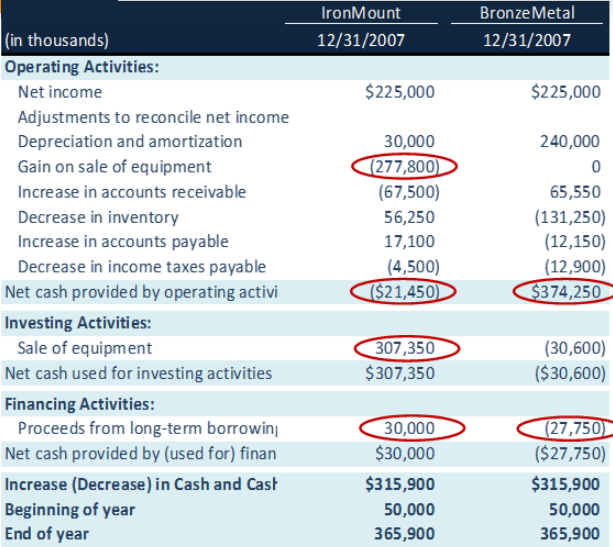 IronMount BronzeMetal
(in thousands) 12/31/2007 12/31/2007
Operating Activities:
Net income $225,000 $225,000
Adjustments to reconcile net income
Depreciation and amortization 30,000 240,000
Gain on sale of equipment (277,800) 0
Increase in accounts receivable (67,500) 65,550
Decrease in inventory 56,250 (131,250)
Increase in accounts payable 17,100 (12,150)
Decrease in income taxes payable (4,500) (12,900)
Net cash provided by operating activi ($21,450) $374,250
Investing Activities:
Sale of equipment 307,350 (30,600)
Net cash used for investing activities $307,350 ($30,600)
Financing Activities:
Proceeds from long-term borrowin 30,000 (27,750)
Net cash provided by (used for) finan $30,000 ($27,750)
Increase (Decrease) in Cash and Cash $315,900 $315,900
Beginning of year 50,000 50,000
End of year 365,900 365,900